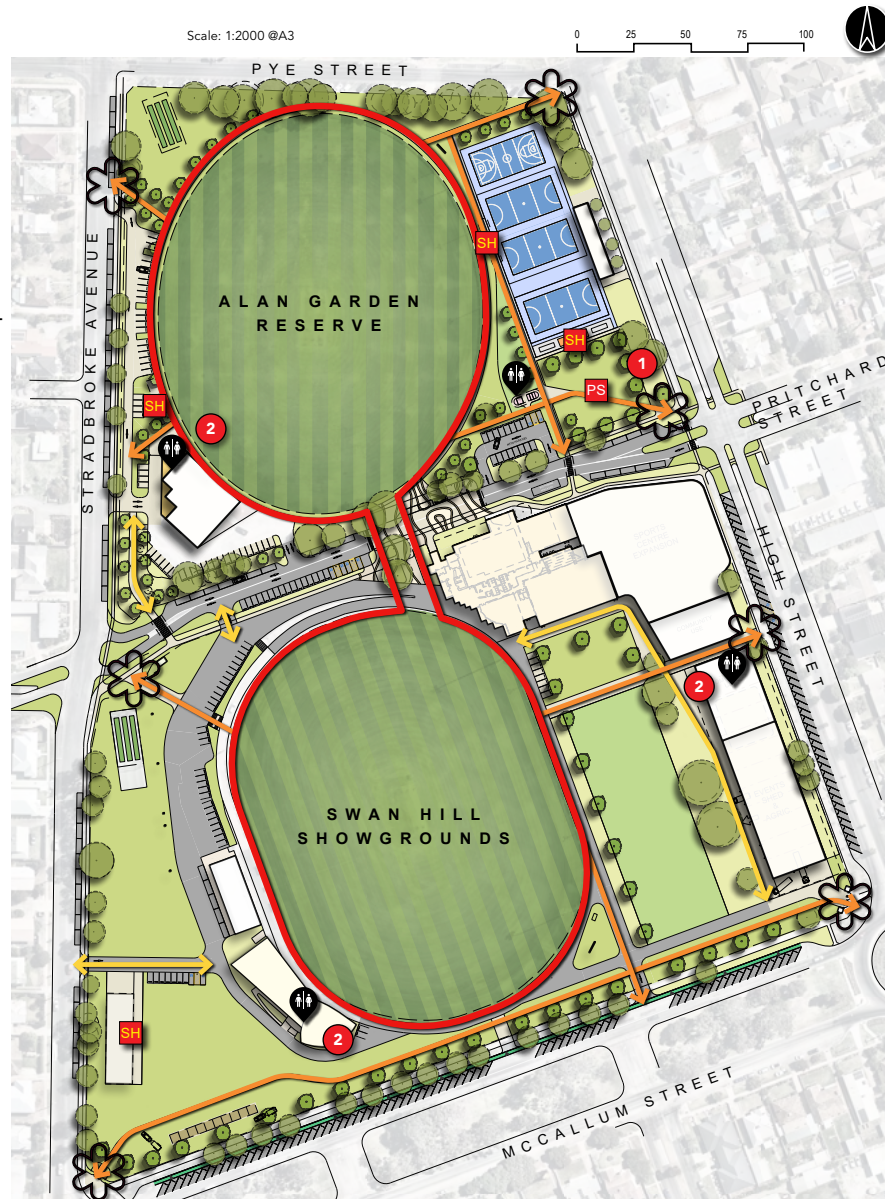 Scale: 1:2000 @A3
0 25 50 75 100
PYE STREET
STRADBROKE AVENUE
ALAN GARDEN
RESERVE
SH
SH
SH
1
PS
2
PRITCHARD
STREET
HIGH STREET
2
SWAN HILL
SHOWGROUNDS
SH
2
MCCALLUM STREET